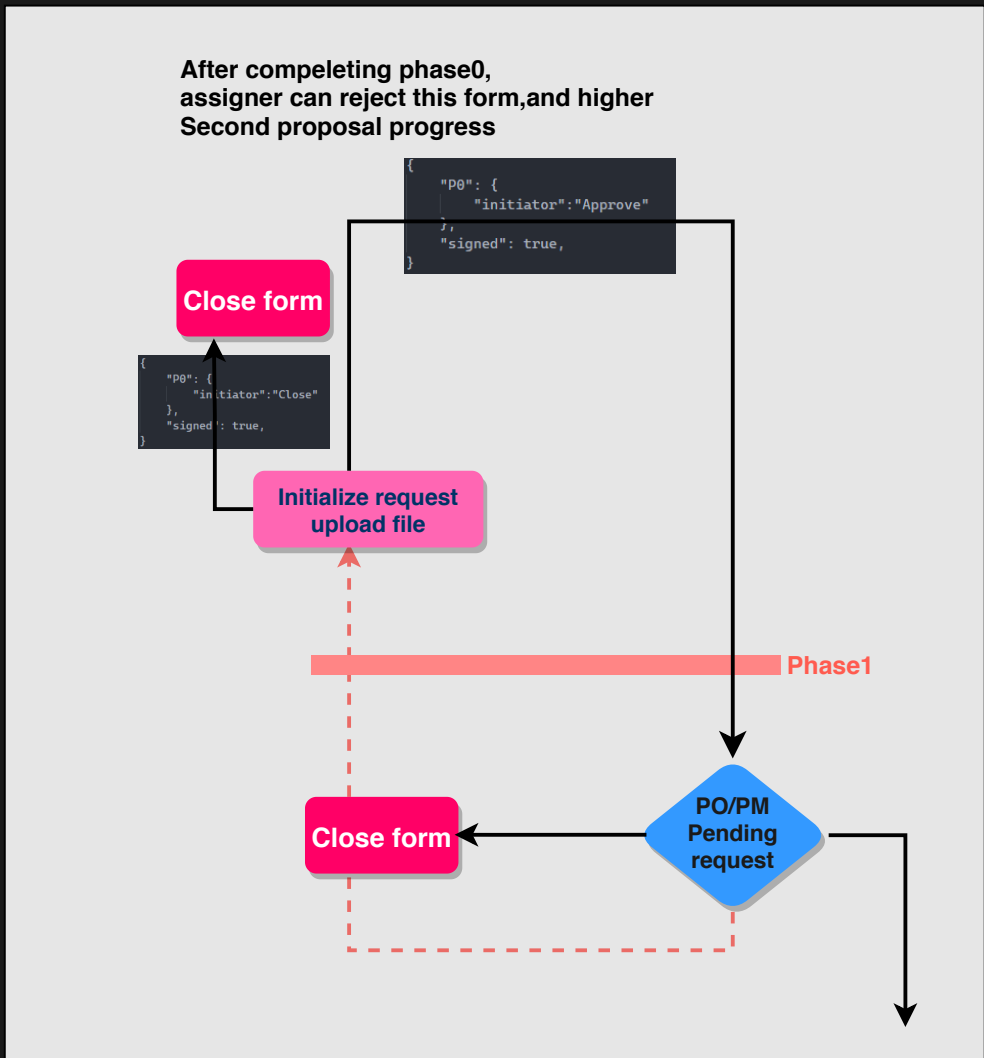 After compeleting phase0,
assigner can reject this form,and higher
Second proposal progress
{
"P0": {
"initiator":"Approve"
},
"signed": true,
}
Close form
{
"P0": {
"initiator":"Close"
},
"signed": true,
}
Initialize request
upload file
Phase1
PO/PM
Pending
request
Close form